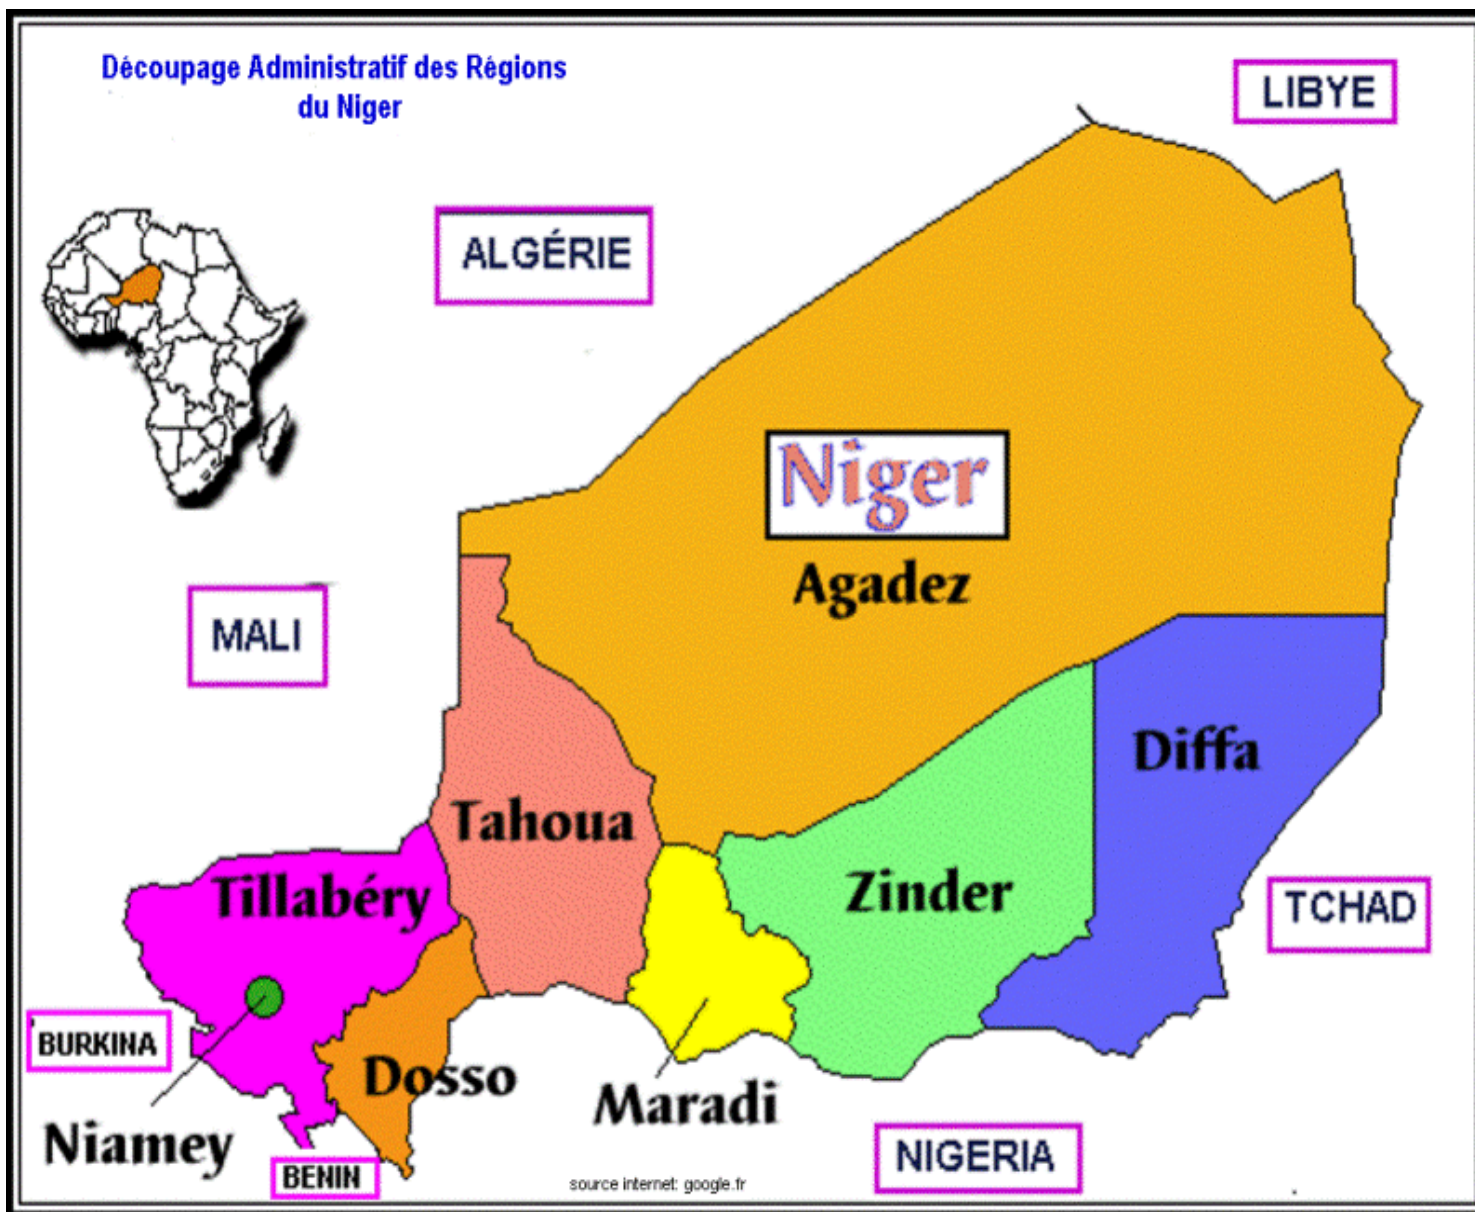 Découpage Administratif des Régions
du Niger
LIBYE
ALGÉRIE
Niger
Agadez
MALI
Diffa
Tahoua
Zinder
Tillabéry
TCHAD
BURKINA
Dosso
Maradi
Niamey
NIGERIA
BENIN
source internet: google.fr